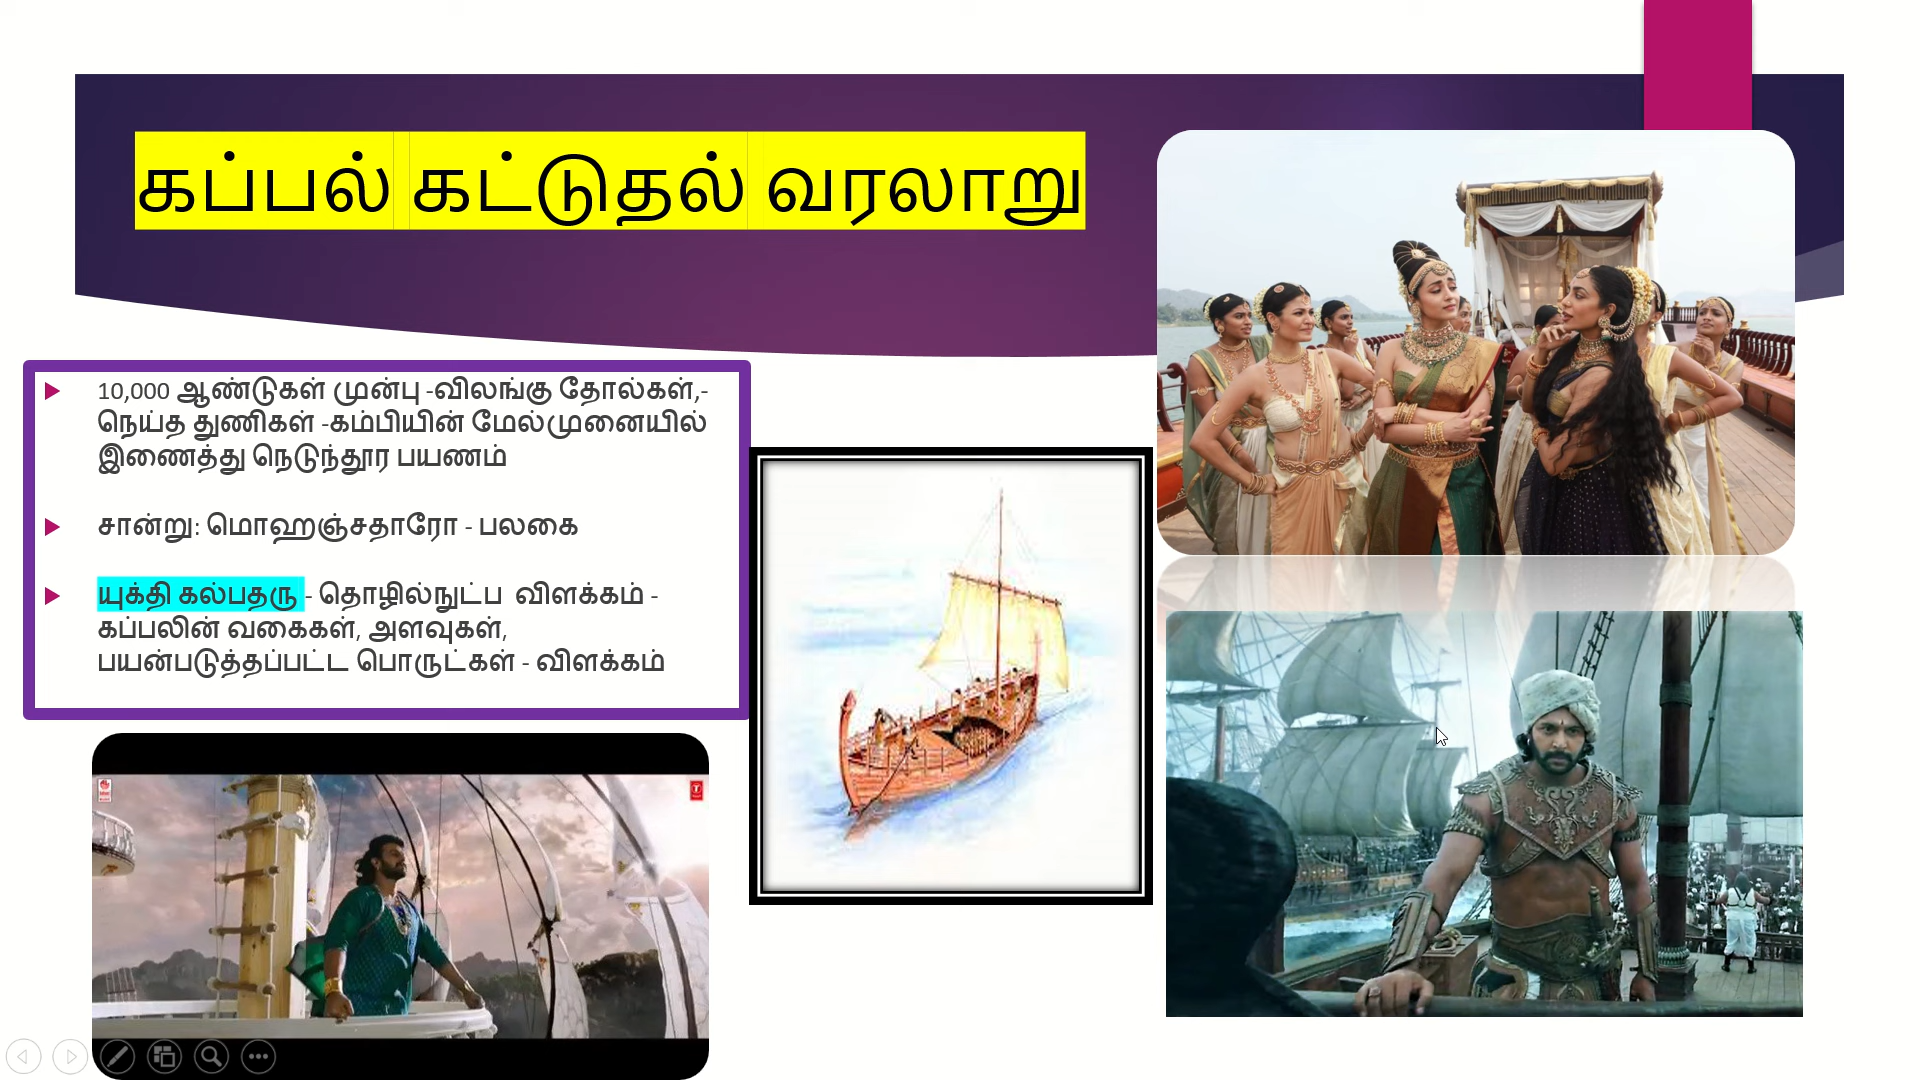 கப்பல் கட்டுதல் வரலாறு
10,000 ஆண்டுகள் முன்பு -விலங்கு தோல்கள்,-
நெய்த துணிகள் -கம்பியின் மேல்முனையில்
இணைத்து நெடுந்தூர பயணம்
சான்று: மொஹஞ்சதாரோ - பலகை
யுக்தி கல்பதரு - தொழில்நுட்ப விளக்கம் -
கப்பலின் வகைகள், அளவுகள்,
பயன்படுத்தப்பட்ட பொருட்கள் - விளக்கம்